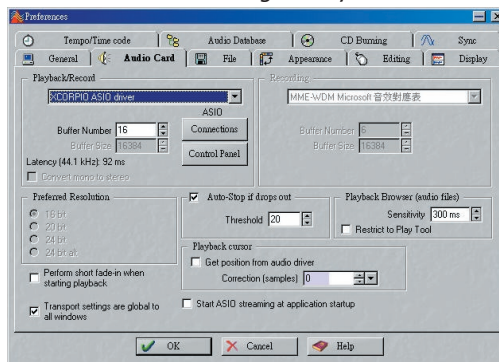 Preferences
Tempo/Time code
Audio Database
CD Burning
Sync
General
Audio Card
File
Appearance
Editing
Display
Playback/Record
XCORPIO ASIO driver
ASIO
Buffer Number 16
Connections
Buffer Size 16384
Control Panel
Latency (44.1 kHz): 92 ms
Convert mono to stereo
Recording
MME-WDM Microsoft 音效對應表
Buffer Number 6
Buffer Size 16384
Preferred Resolution
16 bit
20 bit
24 bit
24 bit alt.
Auto-Stop if drops out
Threshold 20
Playback Browser (audio files)
Sensitivity 300 ms
Restrict to Play Tool
Playback cursor
Get position from audio driver
Correction (samples) 0
Perform short fade-in when
starting playback
Transport settings are global to
all windows
Start ASIO streaming at application startup
OK
Cancel
Help